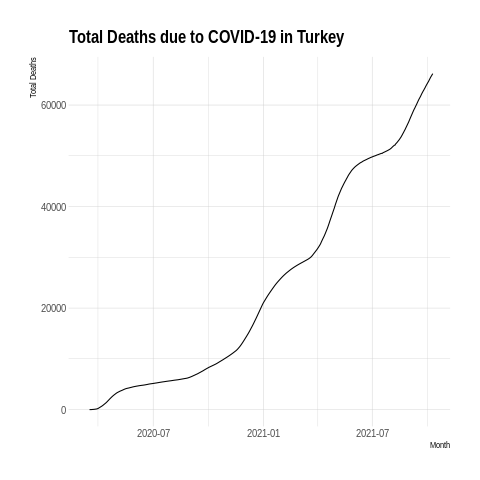 Total Deaths due to COVID-19 in Turkey
Total Deaths
60000
40000
20000
0
2020-07
2021-01
2021-07
Month